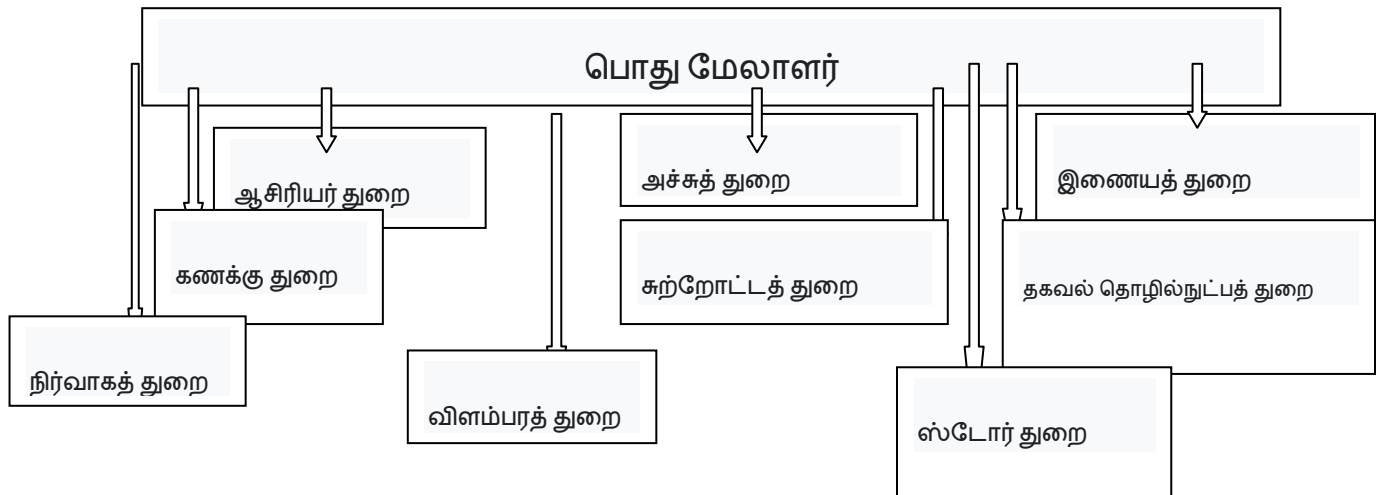 பொது மேலாளர்
ஆசிரியர் துறை
அச்சுத் துறை
இணையத் துறை
கணக்கு துறை
சுற்றோட்டத் துறை
தகவல் தொழில்நுட்பத் துறை
நிர்வாகத் துறை
விளம்பரத் துறை
ஸ்டோர் துறை